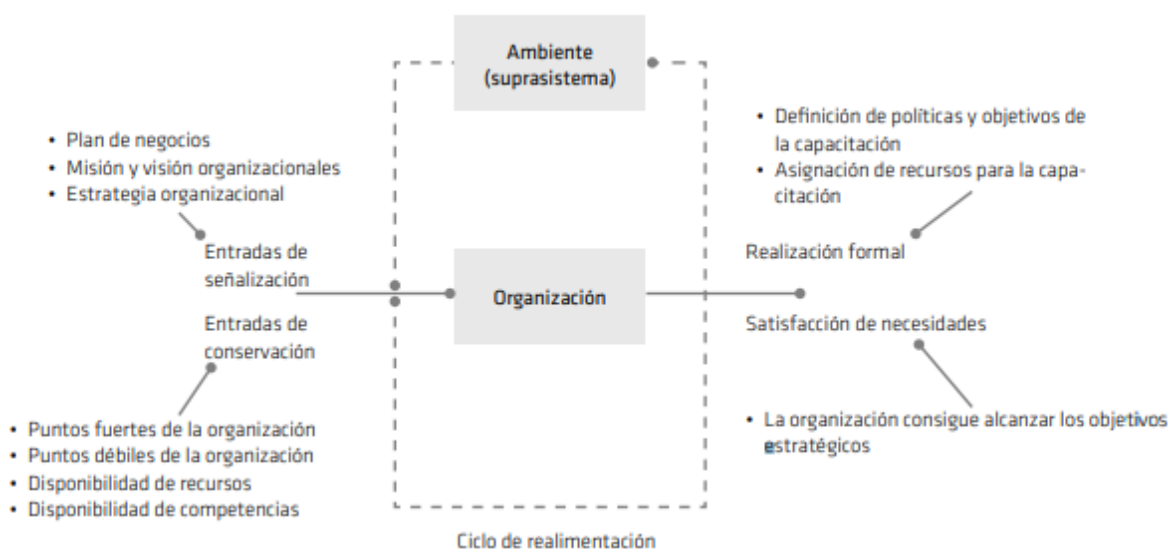 Ambiente
(suprasistema)
• Plan de negocios
• Misión y visión organizacionales
• Estrategia organizacional
• Definición de políticas y objetivos de
la capacitación
• Asignación de recursos para la capa-
citación
Entradas de
señalización
Entradas de
conservación
Organización
Realización formal
Satisfacción de necesidades
• Puntos fuertes de la organización
• Puntos débiles de la organización
• Disponibilidad de recursos
• Disponibilidad de competencias
• La organización consigue alcanzar los objetivos
estratégicos
Ciclo de realimentación